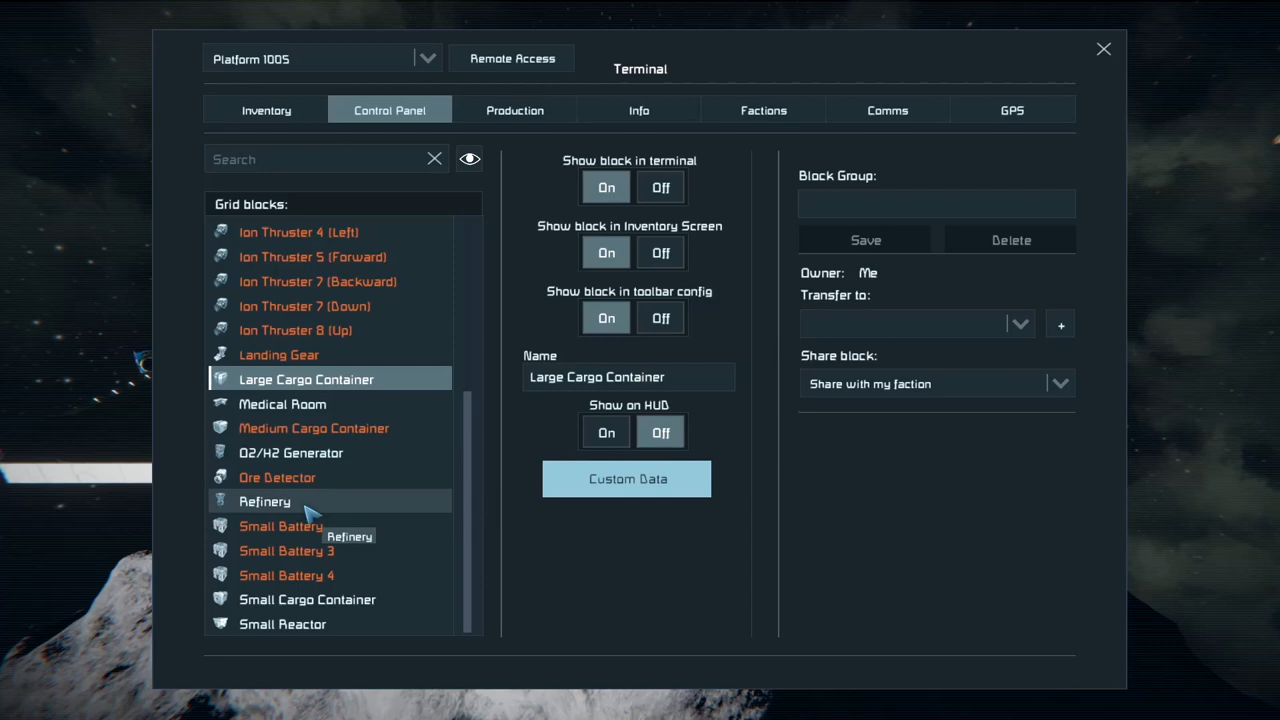 Platform 1005
Remote Access
Terminal
Inventory
Control Panel
Production
Info
Factions
Comms
GPS
Search
Grid blocks:
Ion Thruster 4 (Left)
Ion Thruster 5 (Forward)
Ion Thruster 7 (Backward)
Ion Thruster 7 (Down)
Ion Thruster 8 (Up)
Landing Gear
Large Cargo Container
Medical Room
Medium Cargo Container
O2/H2 Generator
Ore Detector
Refinery
Small Battery
Refinery
Small Battery 3
Small Battery 4
Small Cargo Container
Small Reactor
Show block in terminal
On Off
Show block in Inventory Screen
On Off
Show block in toolbar config
On Off
Name
Large Cargo Container
Show on HUD
On Off
Custom Data
Block Group:
Save Delete
Owner: Me
Transfer to:
+
Share block:
Share with my faction